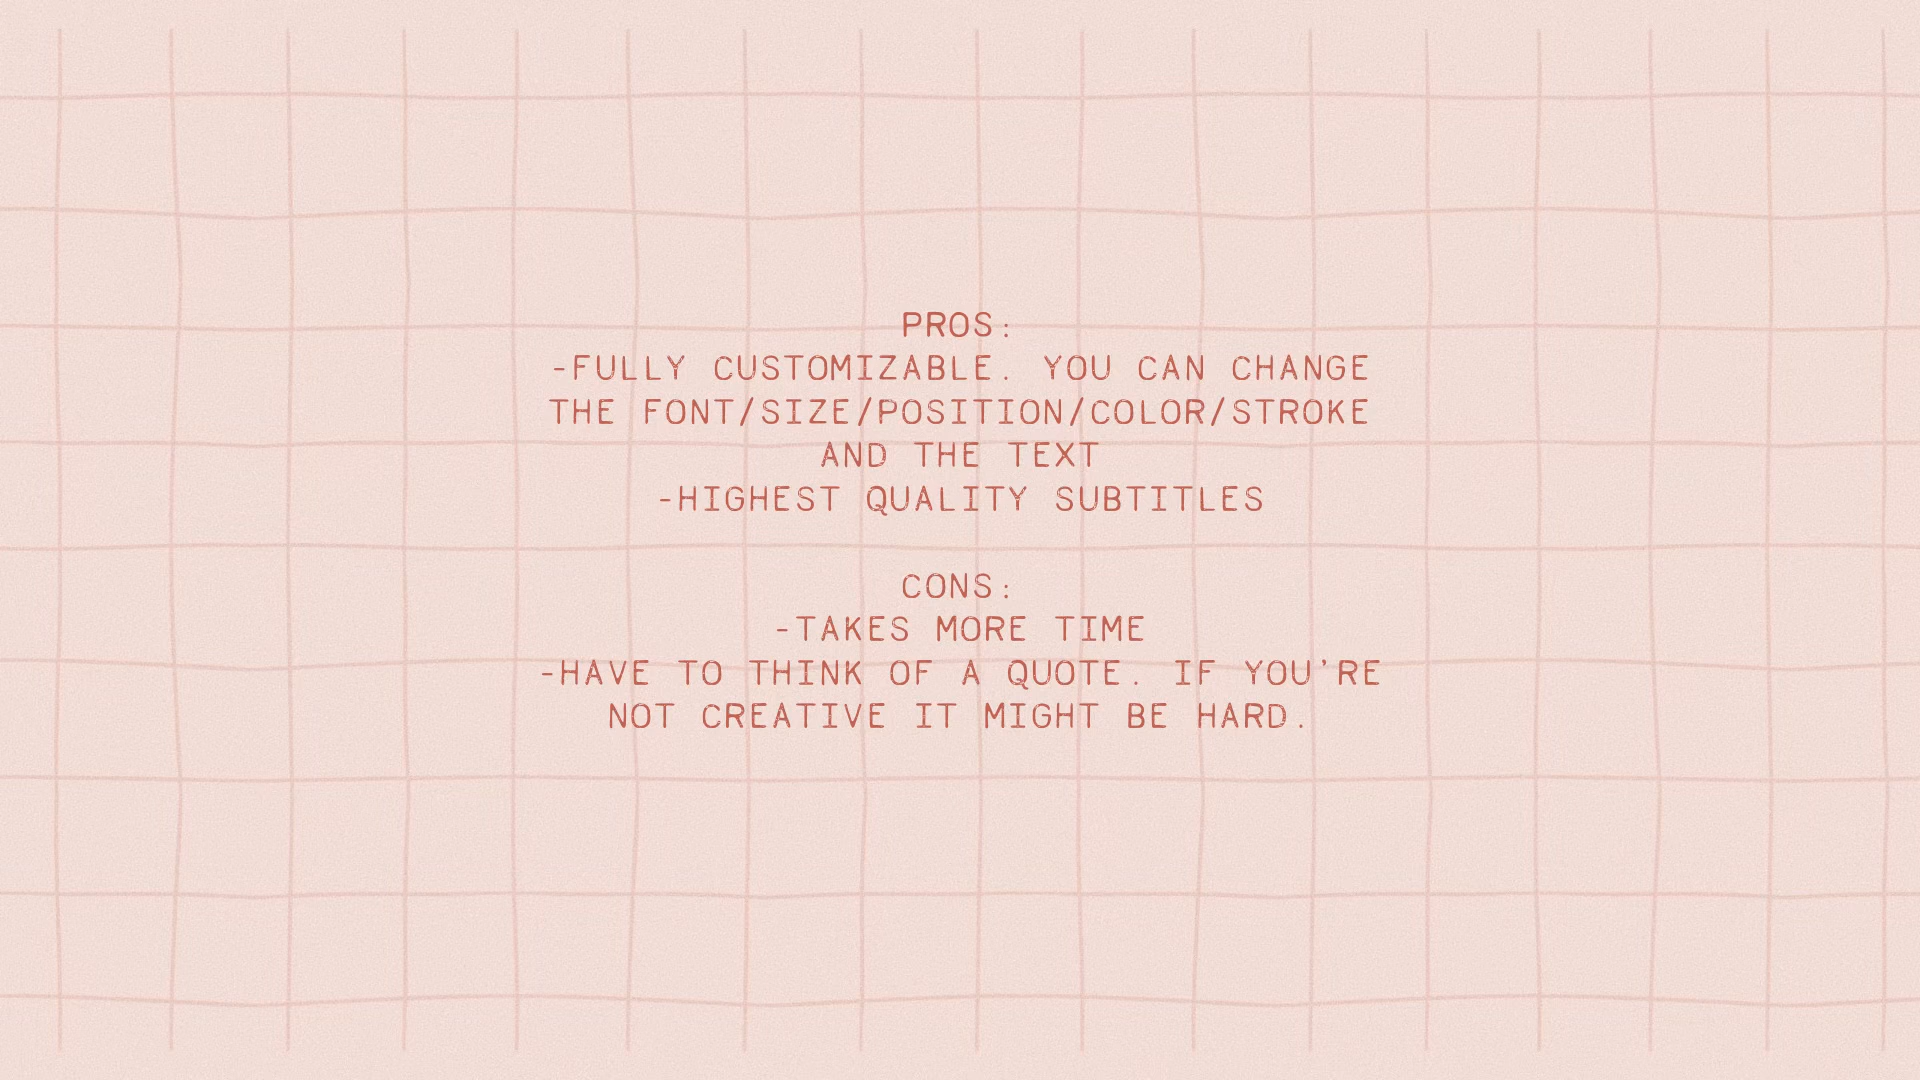 PROS:
-FULLY CUSTOMIZABLE. YOU CAN CHANGE
THE FONT/SIZE/POSITION/COLOR/STROKE
AND THE TEXT
-HIGHEST QUALITY SUBTITLES
CONS:
-TAKES MORE TIME
-HAVE TO THINK OF A QUOTE. IF YOU'RE
NOT CREATIVE IT MIGHT BE HARD.